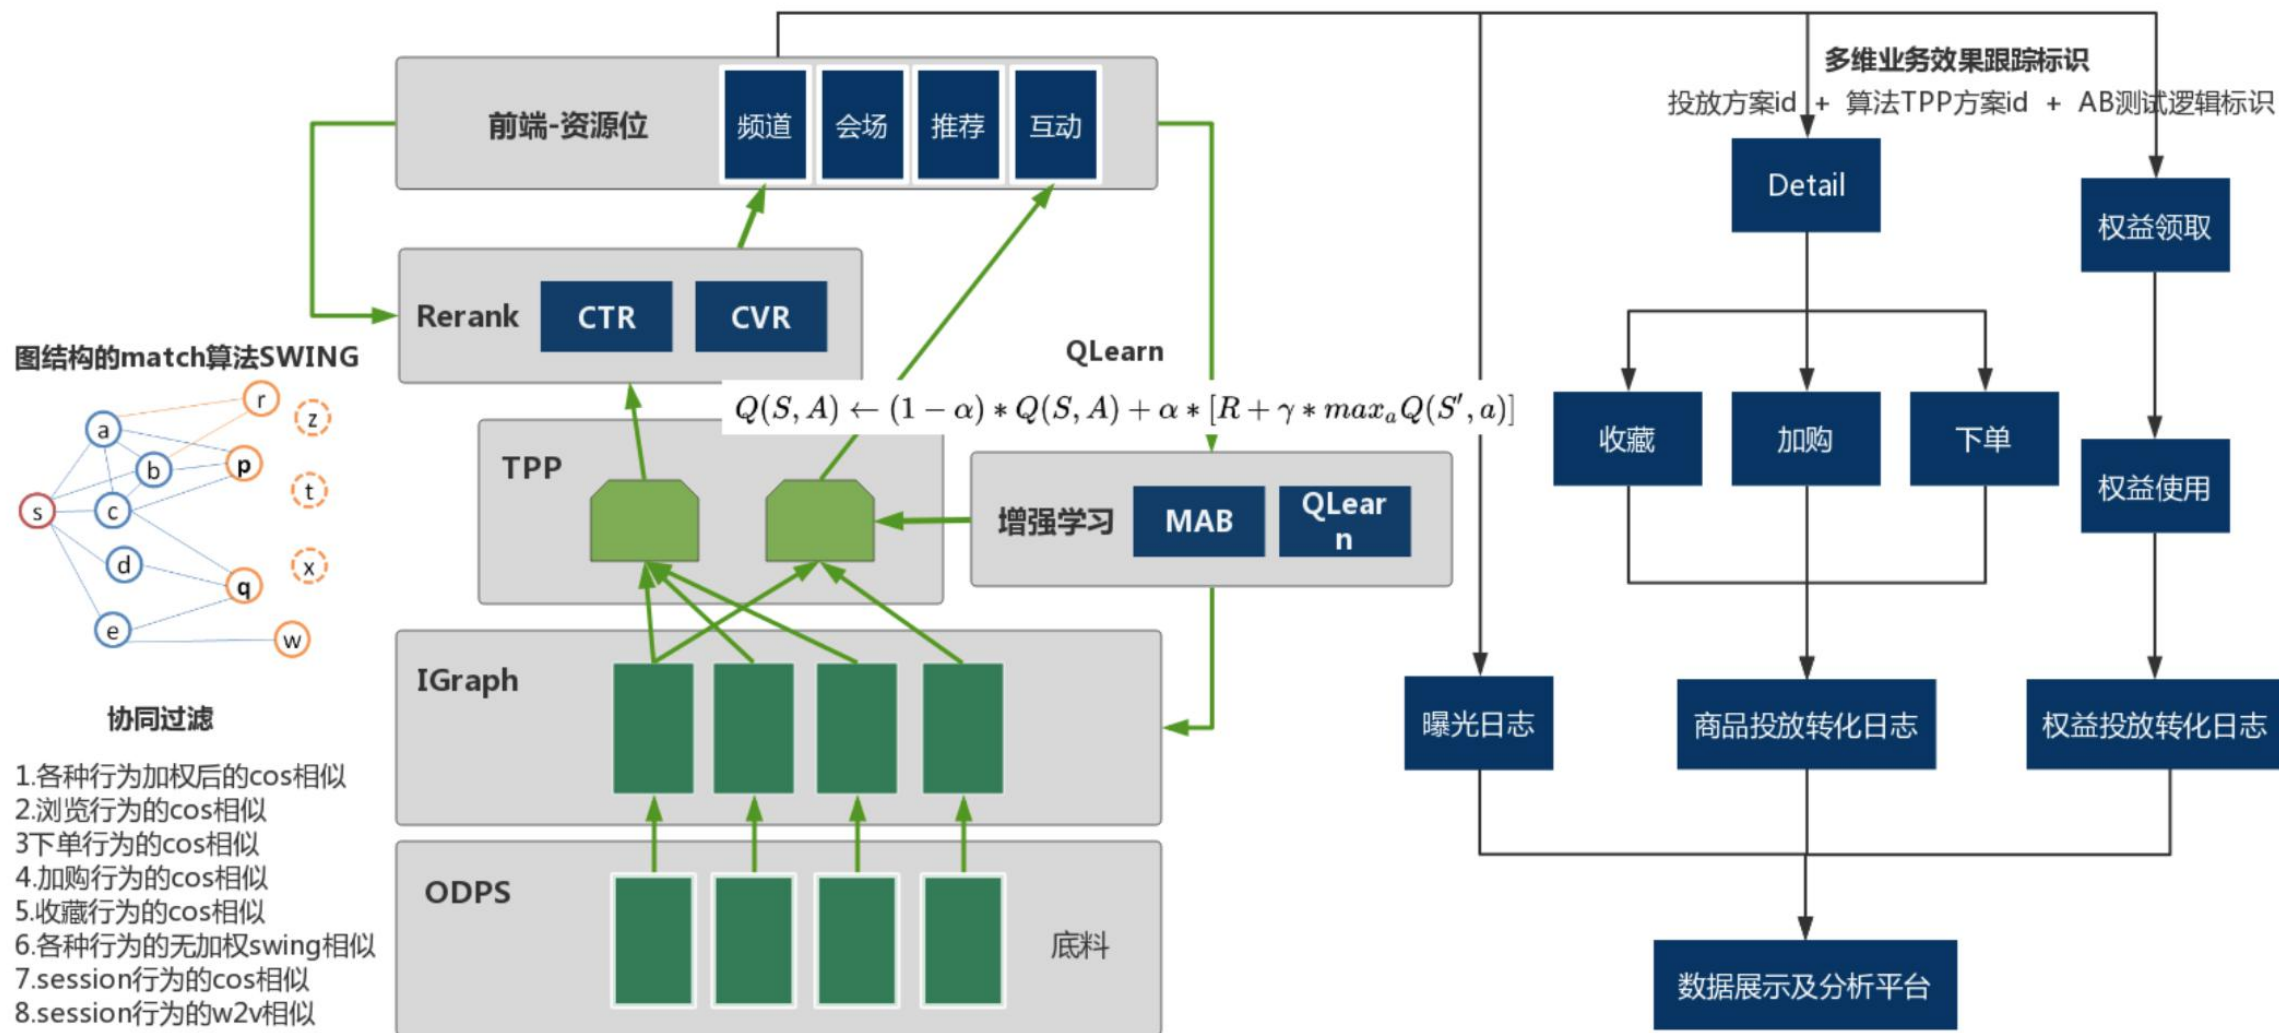 多维业务效果跟踪标识
投放方案id + 算法TPP方案id + AB测试逻辑标识
前端-资源位
频道
会场
推荐
互动
Detail
权益领取
Rerank
CTR
CVR
QLearn
Q(S, A) ← (1 − α) * Q(S, A) + α * [R + γ * max_a Q(S′, a)]
图结构的match算法SWING
r
z
a
b
p
t
s
c
d
x
q
e
w
TPP
增强学习
MAB
QLear
n
收藏
加购
下单
权益使用
IGraph
曝光日志
商品投放转化日志
权益投放转化日志
协同过滤
1.各种行为加权后的cos相似
2.浏览行为的cos相似
3下单行为的cos相似
4.加购行为的cos相似
5.收藏行为的cos相似
6.各种行为的无加权swing相似
7.session行为的cos相似
8.session行为的w2v相似
ODPS
底料
数据展示及分析平台